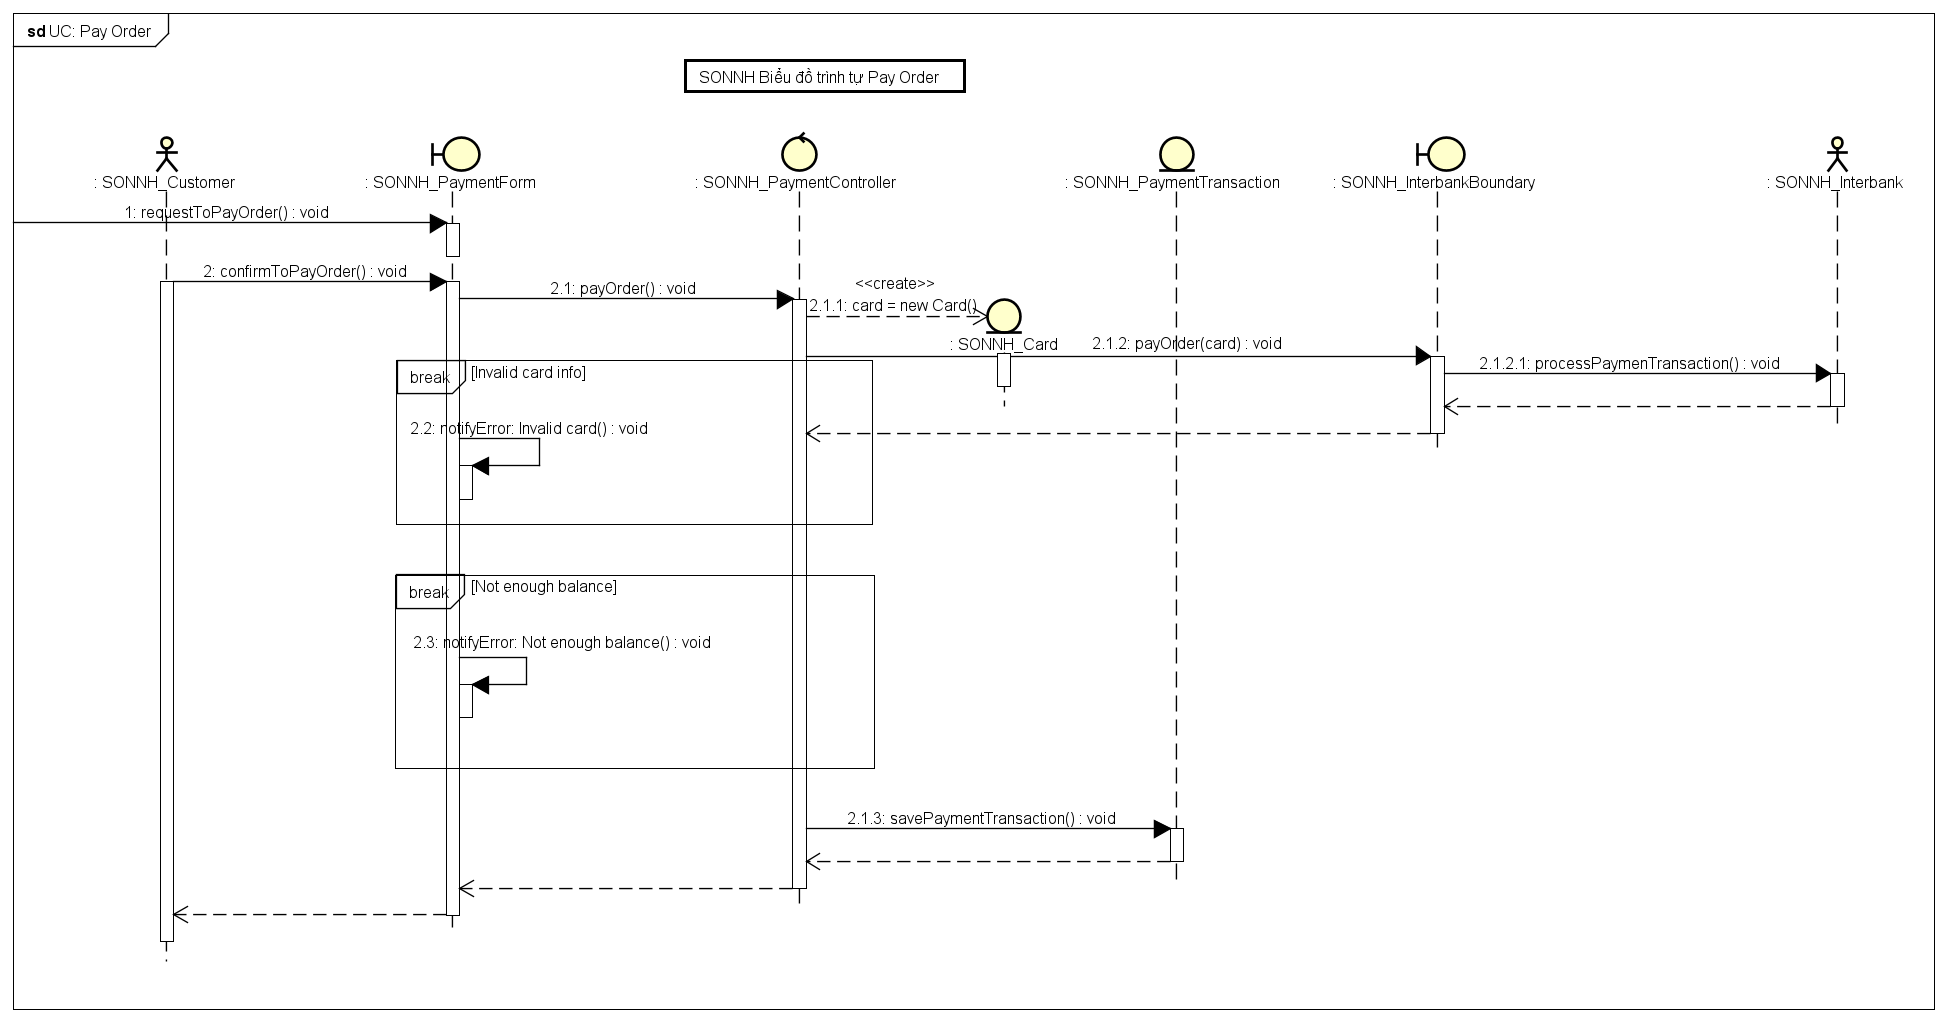 sd UC: Pay Order
SONNH Biểu đồ trình tự Pay Order
: SONNH_Customer
: SONNH_PaymentForm
: SONNH_PaymentController
: SONNH_PaymentTransaction
: SONNH_InterbankBoundary
: SONNH_Interbank
1: requestToPayOrder() : void
2: confirmToPayOrder() : void
2.1: payOrder() : void
<<create>>
2.1.1: card = new Card()
: SONNH_Card
2.1.2: payOrder(card) : void
2.1.2.1: processPaymenTransaction() : void
break
[Invalid card info]
2.2: notifyError: Invalid card() : void
break
[Not enough balance]
2.3: notifyError: Not enough balance() : void
2.1.3: savePaymentTransaction() : void